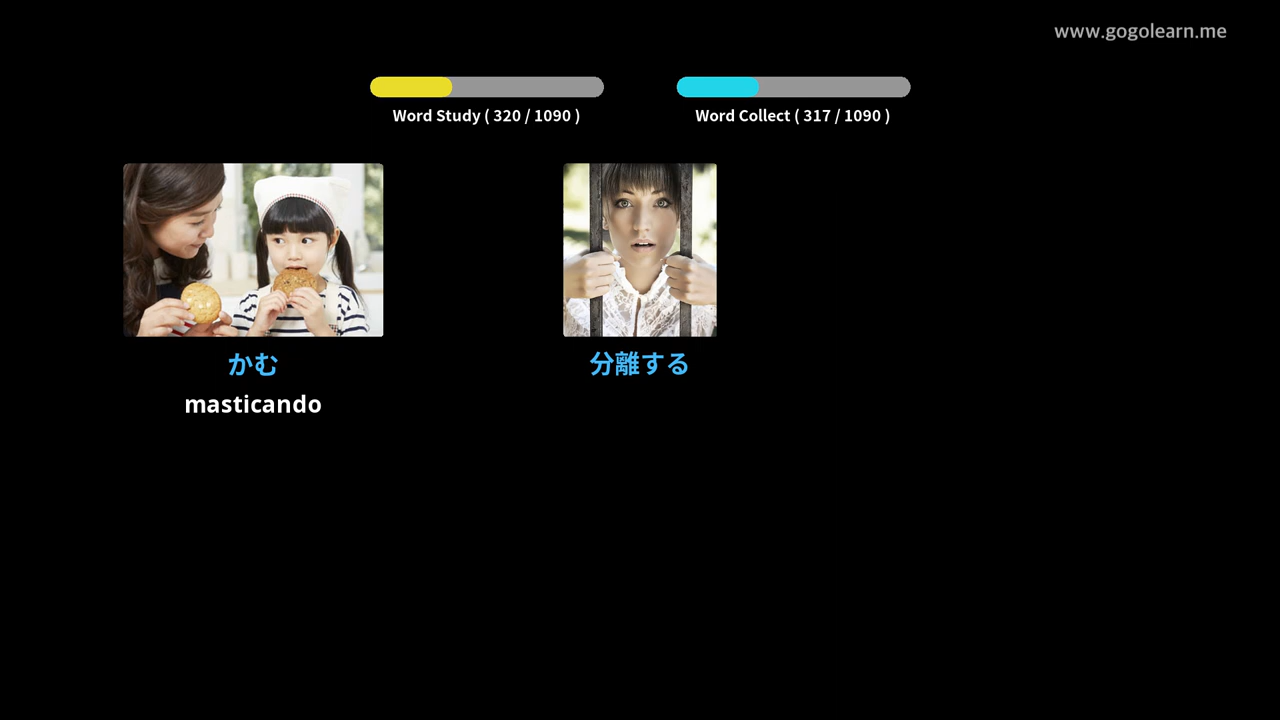 www.gogolearn.me
Word Study ( 320 / 1090 )
Word Collect ( 317 / 1090 )
かむ
masticando
分離する